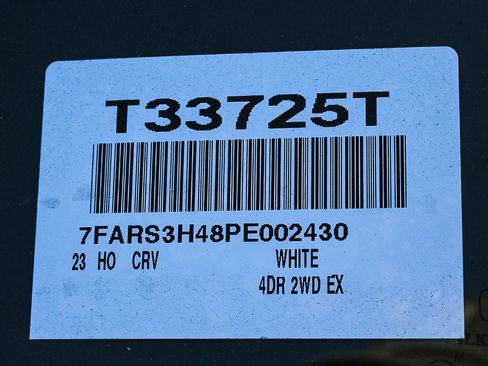 T33725T
7FARS3H48PE002430
23 HO CRV WHITE
4DR 2WD EX